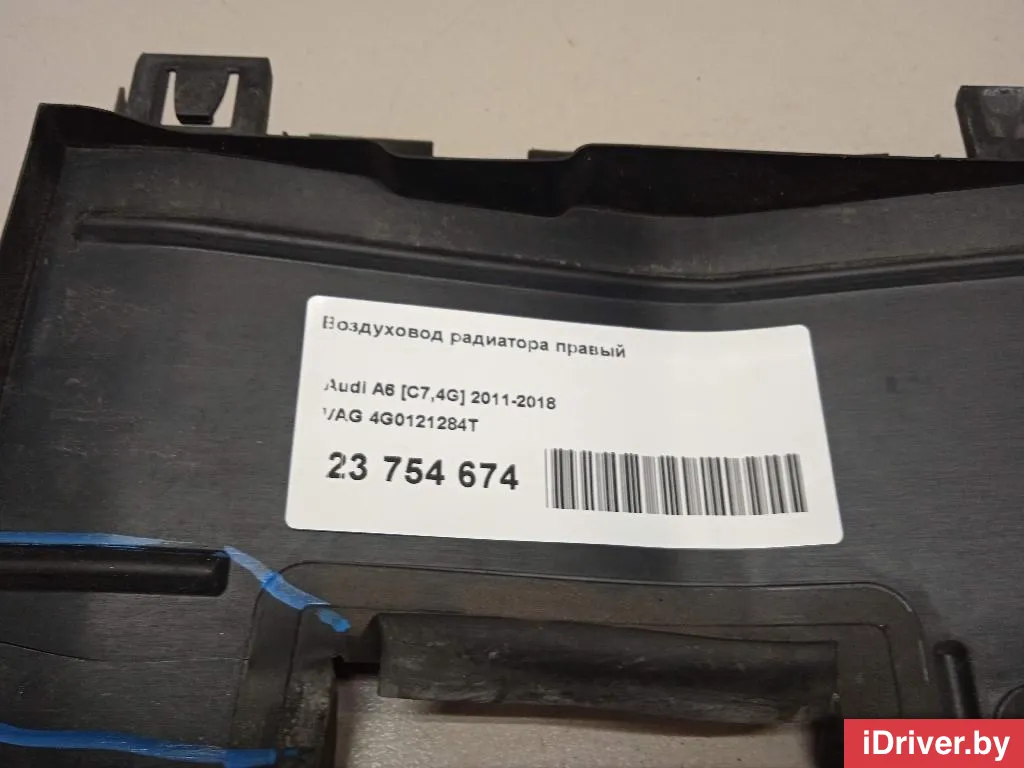 Воздуховод радиатора правый
Audi A6 [C7,4G] 2011-2018
VAG 4G0121284T
23 754 674
iDriver.by